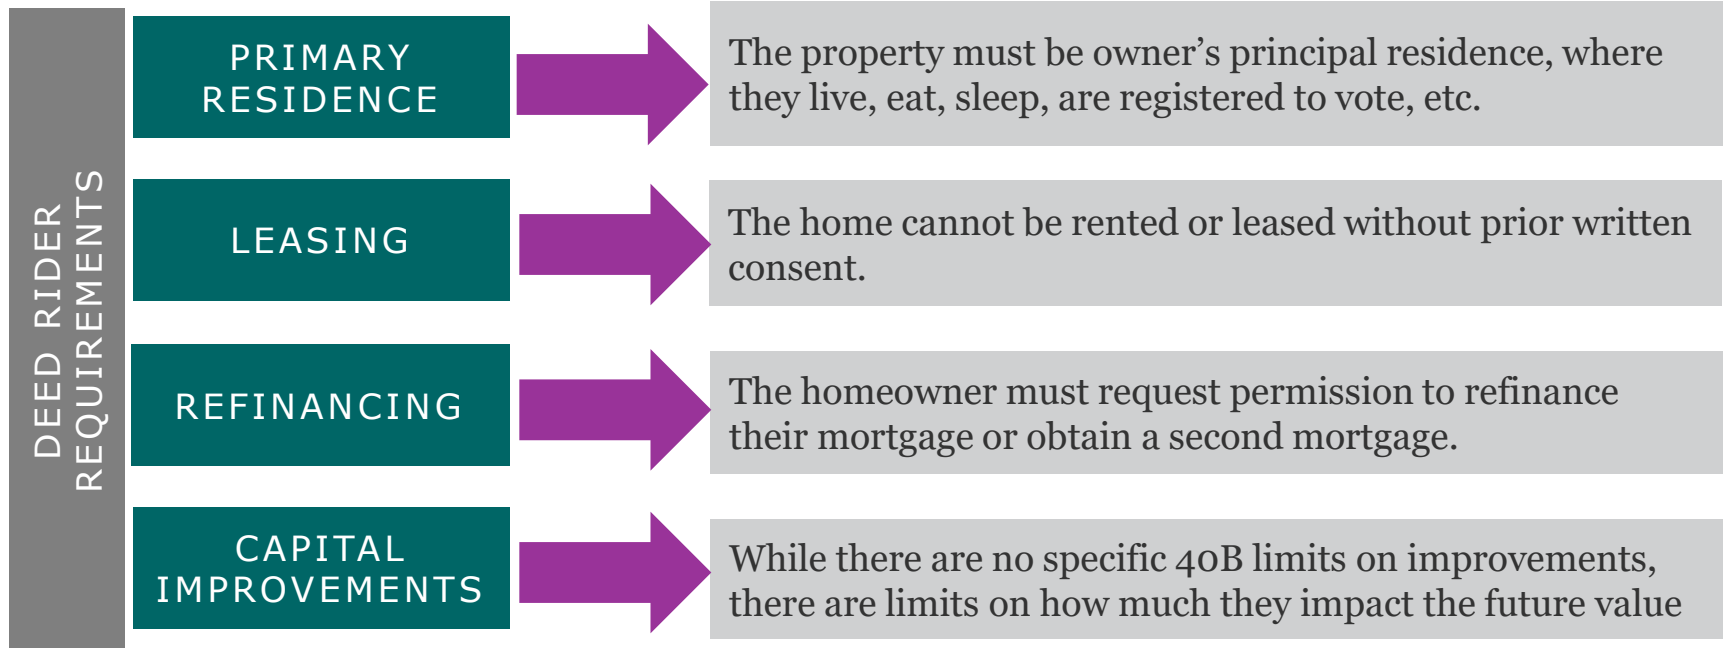 DEED RIDER
REQUIREMENTS
PRIMARY
RESIDENCE
The property must be owner’s principal residence, where
they live, eat, sleep, are registered to vote, etc.
LEASING
The home cannot be rented or leased without prior written
consent.
REFINANCING
The homeowner must request permission to refinance
their mortgage or obtain a second mortgage.
CAPITAL
IMPROVEMENTS
While there are no specific 40B limits on improvements,
there are limits on how much they impact the future value